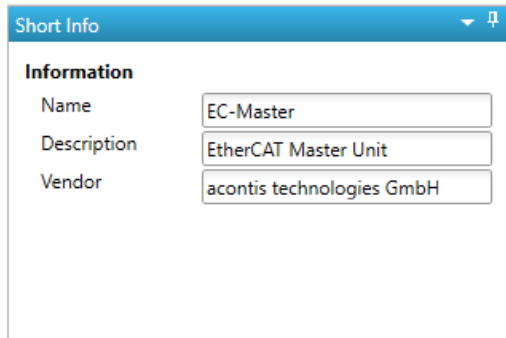 Short Info
Information
Name EC-Master
Description EtherCAT Master Unit
Vendor acontis technologies GmbH